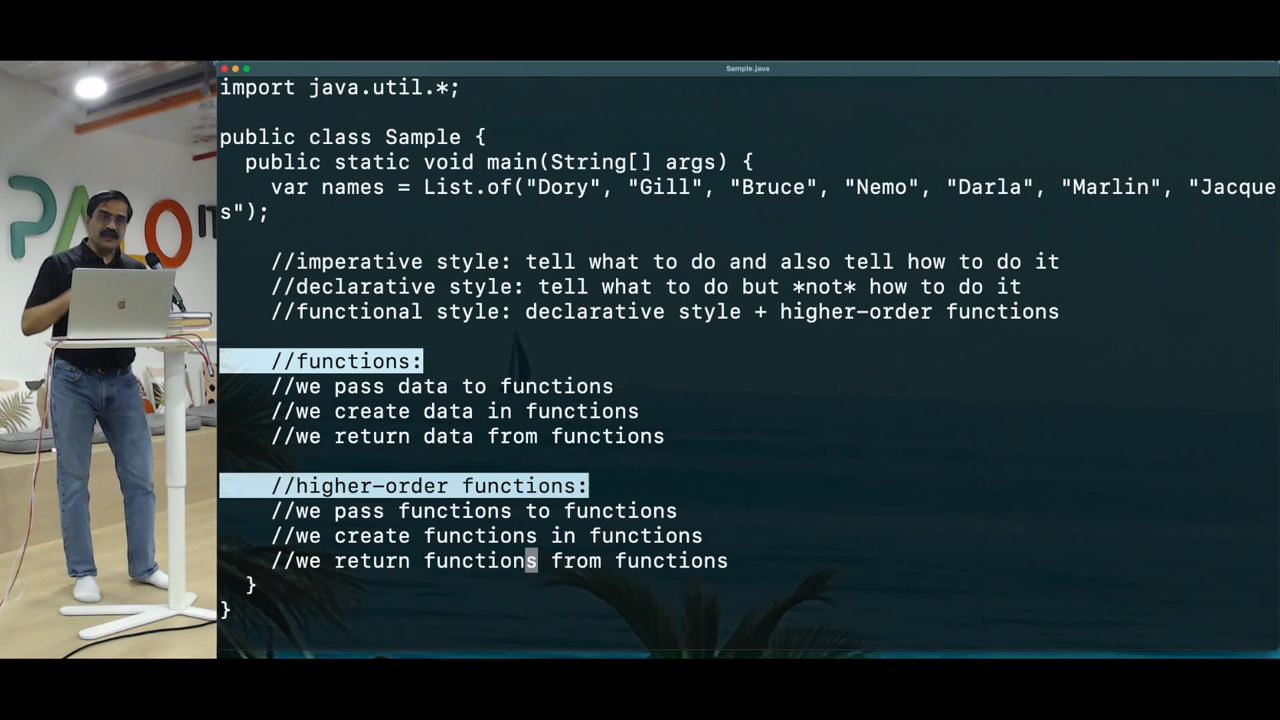 Sample.java
import java.util.*;
public class Sample {
public static void main(String[] args) {
var names = List.of("Dory", "Gill", "Bruce", "Nemo", "Darla", "Marlin", "Jacque
s");
//imperative style: tell what to do and also tell how to do it
//declarative style: tell what to do but *not* how to do it
//functional style: declarative style + higher-order functions
//functions:
//we pass data to functions
//we create data in functions
//we return data from functions
//higher-order functions:
//we pass functions to functions
//we create functions in functions
//we return functions from functions
}
}
PALO